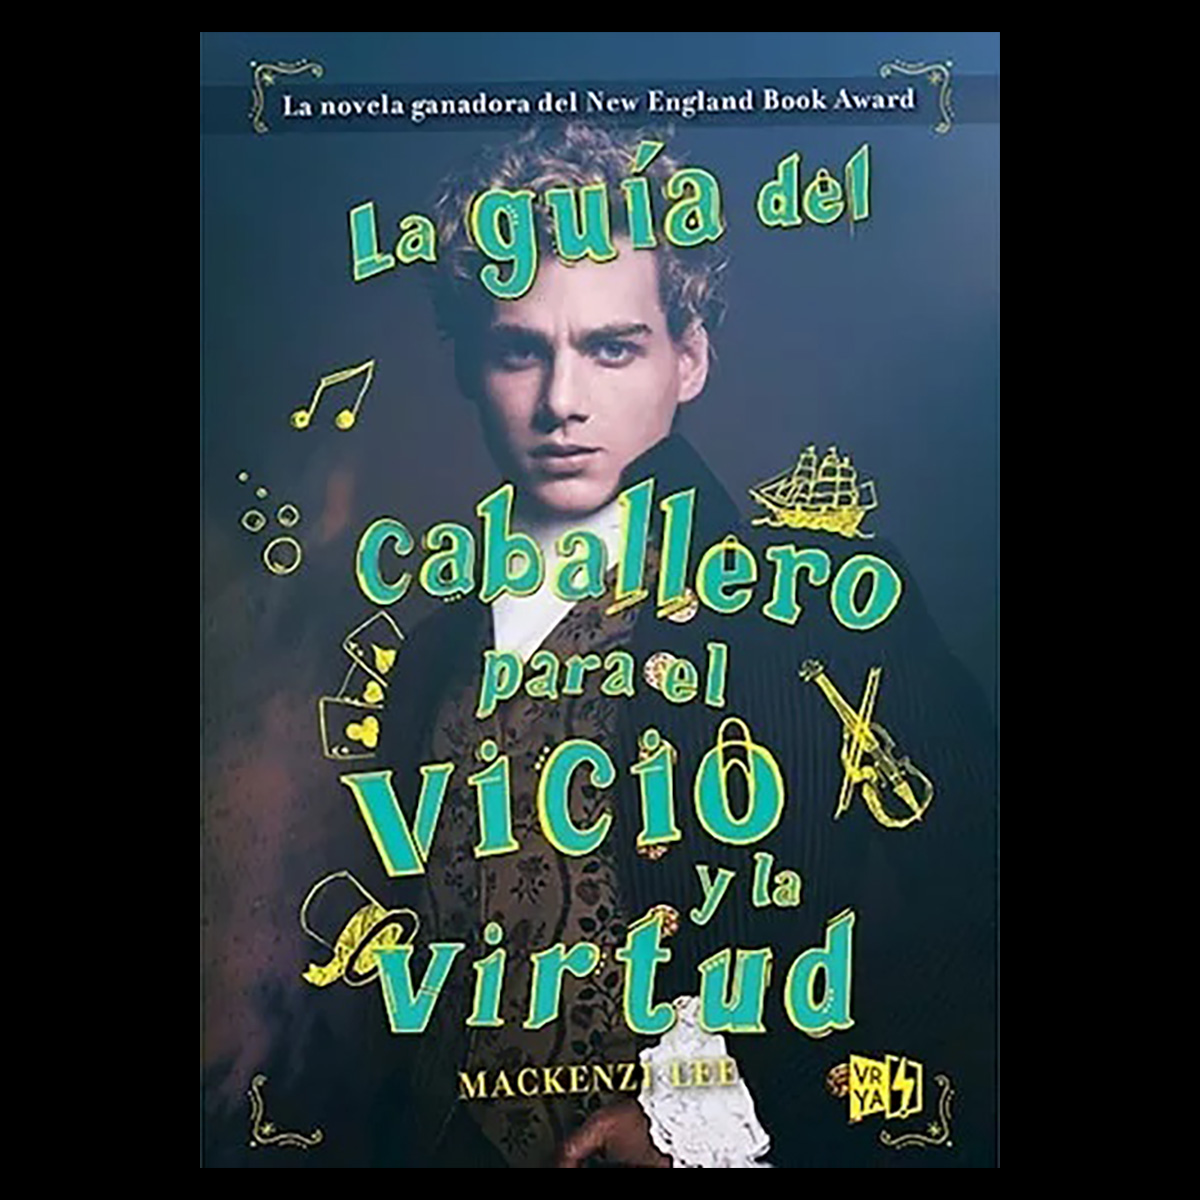 La novela ganadora del New England Book Award
La guía del
caballero
para el
vicio
y la
virtud
MACKENZI LEE
VR
YA